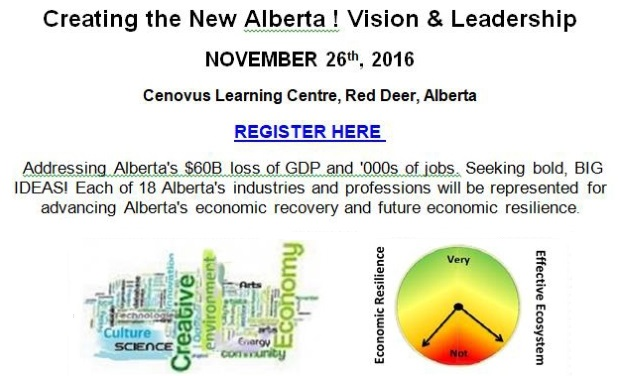 Creating the New Alberta ! Vision & Leadership
NOVEMBER 26th, 2016
Cenovus Learning Centre, Red Deer, Alberta
REGISTER HERE
Addressing Alberta's $60B loss of GDP and '000s of jobs. Seeking bold, BIG
IDEAS! Each of 18 Alberta's industries and professions will be represented for
advancing Alberta's economic recovery and future economic resilience.
innovation
Technology
Culture
SCIENCE
Creative
environment
Arts
arts
Energy
community
Economy
Economic Resilience
Very
Not
Effective Ecosystem